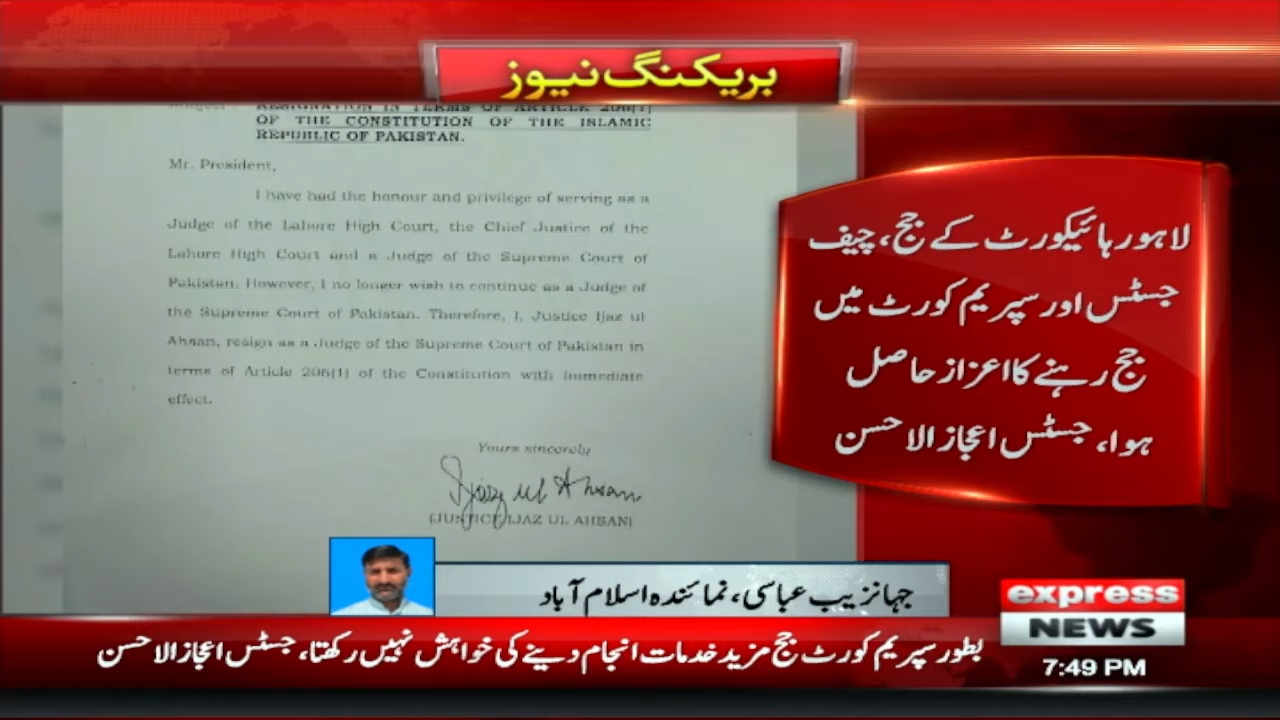 بریکنگ نیوز
RESIGNATION IN TERMS OF ARTICLE 206(1)
OF THE CONSTITUTION OF THE ISLAMIC
REPUBLIC OF PAKISTAN.
Mr. President,
I have had the honour and privilege of serving as a
Judge of the Lahore High Court, the Chief Justice of the
Lahore High Court and a Judge of the Supreme Court of
Pakistan. However, I no longer wish to continue as a Judge of
the Supreme Court of Pakistan. Therefore, I, Justice Ijaz ul
Ahsan, resign as a Judge of the Supreme Court of Pakistan in
terms of Article 206(1) of the Constitution with immediate
effect.
Yours sincerely
Ijaz ul Ahsan
(JUSTICE IJAZ UL AHSAN)
لاہور ہائیکورٹ کے جج، چیف
جسٹس اور سپریم کورٹ میں
جج رہنے کا اعزاز حاصل
ہوا، جسٹس اعجاز الاحسن
جہانزیب عباسی، نمائندہ اسلام آباد
express
NEWS
بطور سپریم کورٹ جج مزید خدمات انجام دینے کی خواہش نہیں رکھتا، جسٹس اعجاز الاحسن
7:49 PM